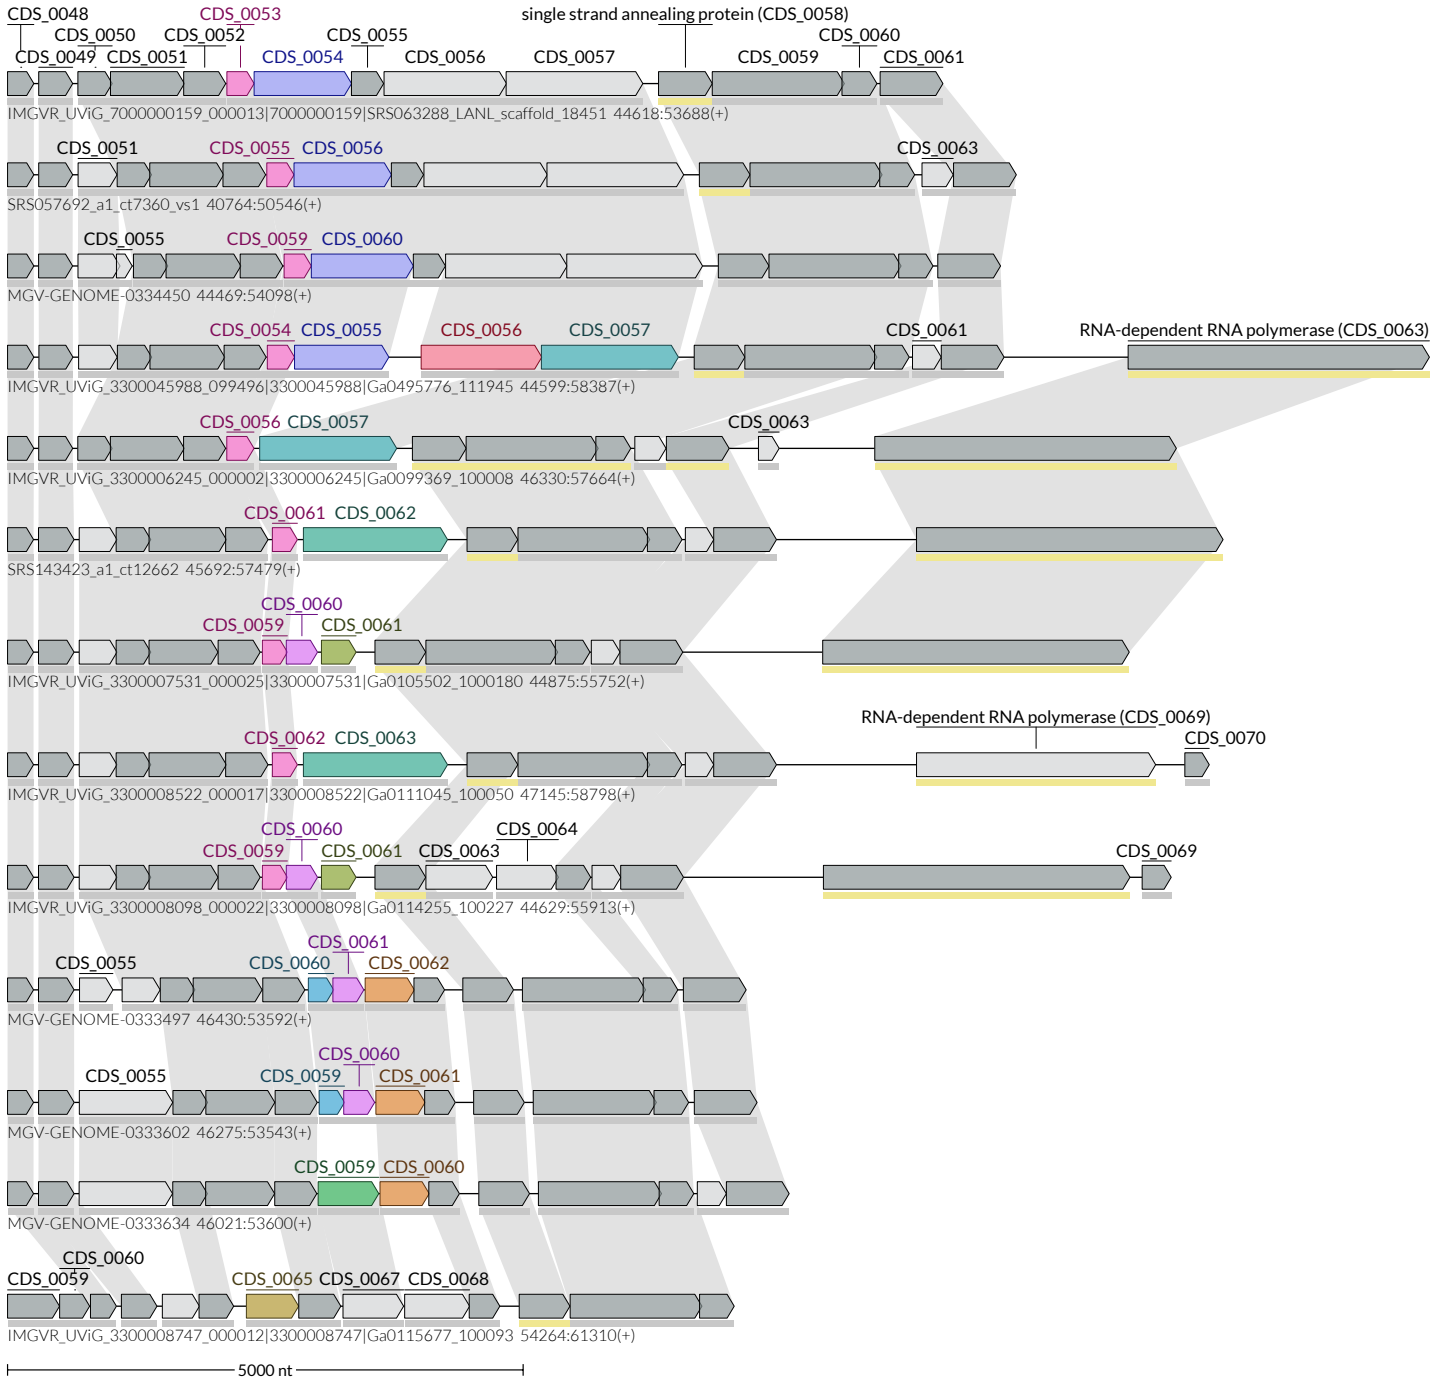 CDS_0048 CDS_0053 single strand annealing protein (CDS_0058)
CDS_0050 CDS_0052 CDS_0055 CDS_0060
CDS_0049 CDS_0051 CDS_0054 CDS_0056 CDS_0057 CDS_0059 CDS_0061
IMGVR_UViG_7000000159_000013|7000000159|SRS063288_LANL_scaffold_18451 44618:53688(+)
CDS_0051 CDS_0055 CDS_0056 CDS_0063
SRS057692_a1_ct7360_vs1 40764:50546(+)
CDS_0055 CDS_0059 CDS_0060
MGV-GENOME-0334450 44469:54098(+)
CDS_0054 CDS_0055 CDS_0056 CDS_0057 CDS_0061 RNA-dependent RNA polymerase (CDS_0063)
IMGVR_UViG_3300045988_099496|3300045988|Ga0495776_111945 44599:58387(+)
CDS_0056 CDS_0057 CDS_0063
IMGVR_UViG_3300006245_000002|3300006245|Ga0099369_100008 46330:57664(+)
CDS_0061 CDS_0062
SRS143423_a1_ct12662 45692:57479(+)
CDS_0060
CDS_0059 CDS_0061
IMGVR_UViG_3300007531_000025|3300007531|Ga0105502_1000180 44875:55752(+)
RNA-dependent RNA polymerase (CDS_0069)
CDS_0062 CDS_0063 CDS_0070
IMGVR_UViG_3300008522_000017|3300008522|Ga0111045_100050 47145:58798(+)
CDS_0060 CDS_0064
CDS_0059 CDS_0061 CDS_0063 CDS_0069
IMGVR_UViG_3300008098_000022|3300008098|Ga0114255_100227 44629:55913(+)
CDS_0061
CDS_0055 CDS_0060 CDS_0062
MGV-GENOME-0333497 46430:53592(+)
CDS_0060
CDS_0055 CDS_0059 CDS_0061
MGV-GENOME-0333602 46275:53543(+)
CDS_0059 CDS_0060
MGV-GENOME-0333634 46021:53600(+)
CDS_0060
CDS_0059 CDS_0065 CDS_0067 CDS_0068
IMGVR_UViG_3300008747_000012|3300008747|Ga0115677_100093 54264:61310(+)
5000 nt